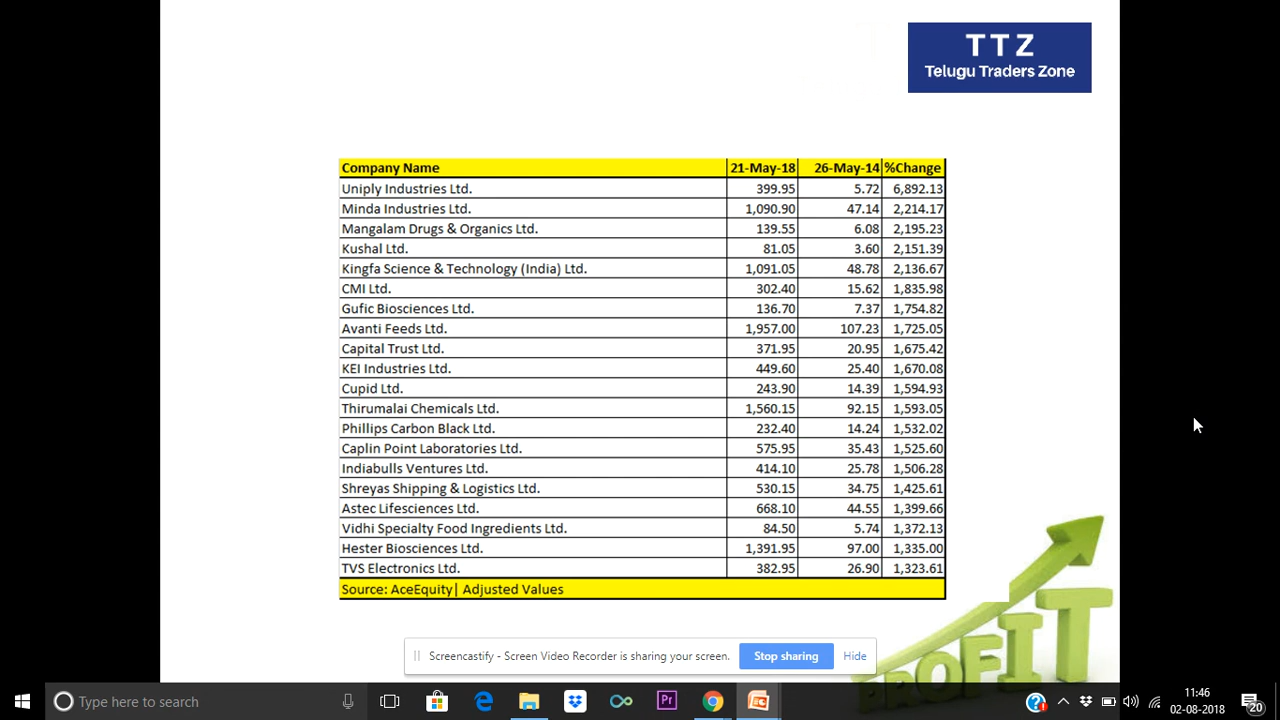 T T Z
Telugu Traders Zone
Company Name 21-May-18 26-May-14 %Change
Uniply Industries Ltd. 399.95 5.72 6,892.13
Minda Industries Ltd. 1,090.90 47.14 2,214.17
Mangalam Drugs & Organics Ltd. 139.55 6.08 2,195.23
Kushal Ltd. 81.05 3.60 2,151.39
Kingfa Science & Technology (India) Ltd. 1,091.05 48.78 2,136.67
CMI Ltd. 302.40 15.62 1,835.98
Gufic Biosciences Ltd. 136.70 7.37 1,754.82
Avanti Feeds Ltd. 1,957.00 107.23 1,725.05
Capital Trust Ltd. 371.95 20.95 1,675.42
KEI Industries Ltd. 449.60 25.40 1,670.08
Cupid Ltd. 243.90 14.39 1,594.93
Thirumalai Chemicals Ltd. 1,560.15 92.15 1,593.05
Phillips Carbon Black Ltd. 232.40 14.24 1,532.02
Caplin Point Laboratories Ltd. 575.95 35.43 1,525.60
Indiabulls Ventures Ltd. 414.10 25.78 1,506.28
Shreyas Shipping & Logistics Ltd. 530.15 34.75 1,425.61
Astec Lifesciences Ltd. 668.10 44.55 1,399.66
Vidhi Specialty Food Ingredients Ltd. 84.50 5.74 1,372.13
Hester Biosciences Ltd. 1,391.95 97.00 1,335.00
TVS Electronics Ltd. 382.95 26.90 1,323.61
Source: AceEquity| Adjusted Values
PROFIT
Screencastify - Screen Video Recorder is sharing your screen. Stop sharing Hide
Type here to search
Pr
11:46
02-08-2018
20